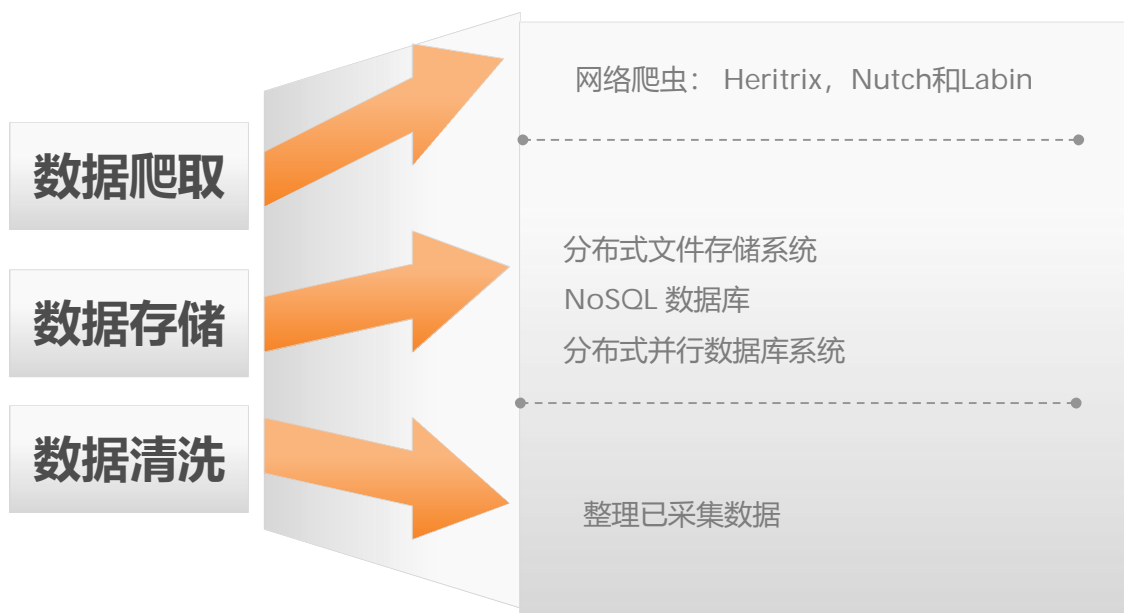 数据爬取
网络爬虫： Heritrix，Nutch和Labin
数据存储
分布式文件存储系统
NoSQL 数据库
分布式并行数据库系统
数据清洗
整理已采集数据